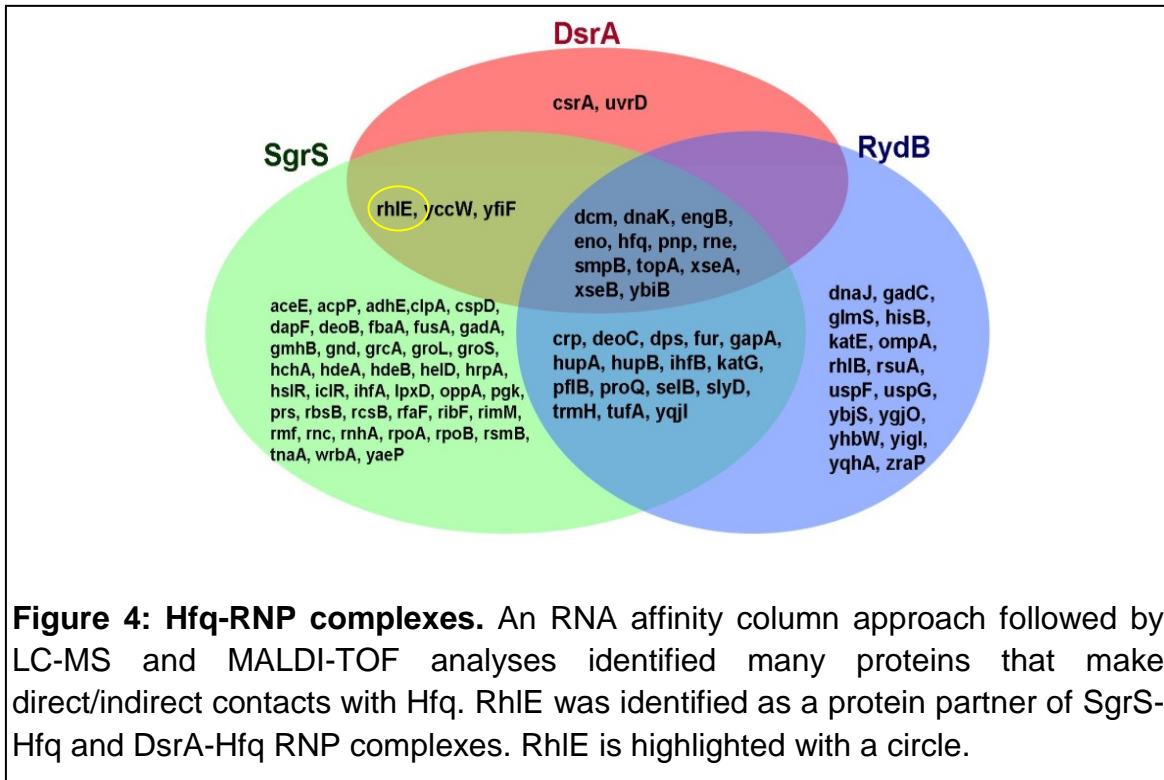 DsrA
csrA, uvrD
SgrS
RydB
rhlE, yccW, yfiF
dcm, dnaK, engB,
eno, hfq, pnp, rne,
smpB, topA, xseA,
xseB, ybiB
aceE, acpP, adhE,clpA, cspD,
dapF, deoB, fbaA, fusA, gadA,
gmhB, gnd, grcA, groL, groS,
hchA, hdeA, hdeB, helD, hrpA,
hslR, iclR, ihfA, lpxD, oppA, pgk,
prs, rbsB, rcsB, rfaF, ribF, rimM,
rmf, rnc, rnhA, rpoA, rpoB, rsmB,
tnaA, wrbA, yaeP
crp, deoC, dps, fur, gapA,
hupA, hupB, ihfB, katG,
pflB, proQ, selB, slyD,
trmH, tufA, yqjI
dnaJ, gadC,
glmS, hisB,
katE, ompA,
rhlB, rsuA,
uspF, uspG,
ybjS, ygjO,
yhbW, yigI,
yqhA, zraP
Figure 4: Hfq-RNP complexes. An RNA affinity column approach followed by
LC-MS and MALDI-TOF analyses identified many proteins that make
direct/indirect contacts with Hfq. RhlE was identified as a protein partner of SgrS-
Hfq and DsrA-Hfq RNP complexes. RhlE is highlighted with a circle.